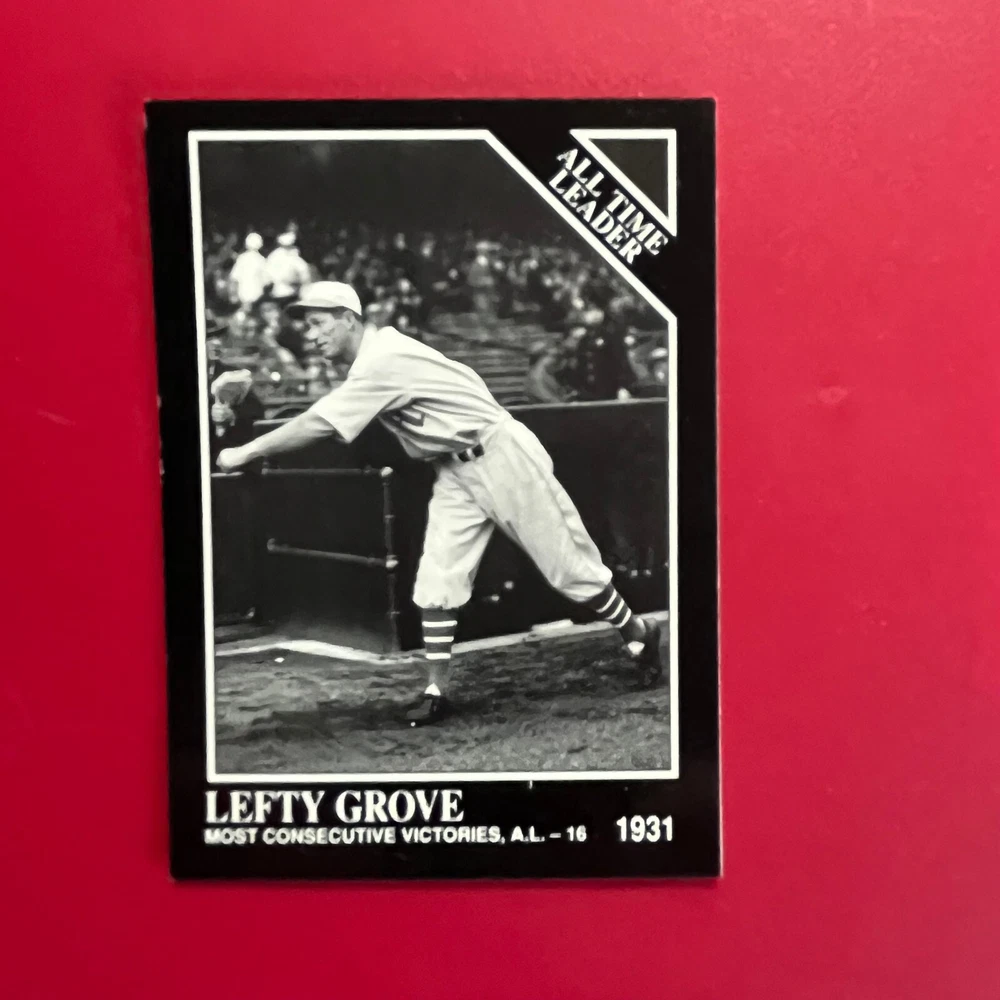 ALL TIME
LEADER
LEFTY GROVE
MOST CONSECUTIVE VICTORIES, A.L. – 16
1931